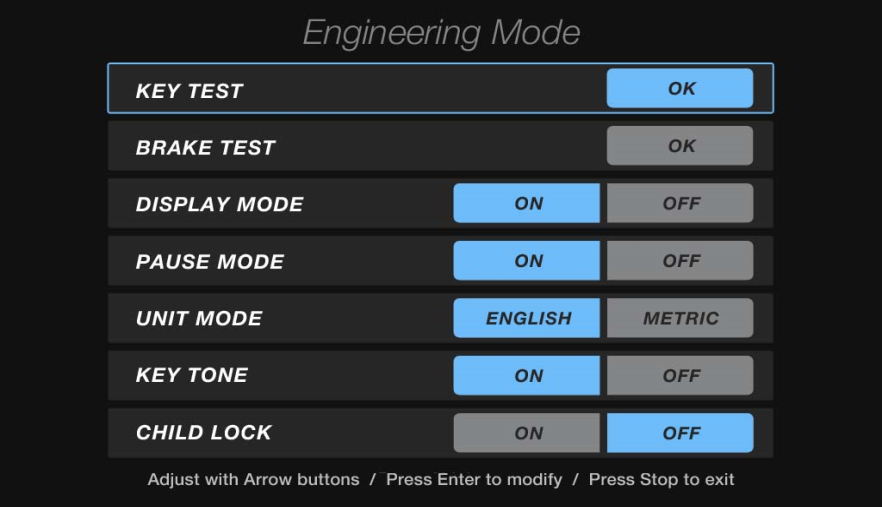 Engineering Mode
KEY TEST OK
BRAKE TEST OK
DISPLAY MODE ON OFF
PAUSE MODE ON OFF
UNIT MODE ENGLISH METRIC
KEY TONE ON OFF
CHILD LOCK ON OFF
Adjust with Arrow buttons / Press Enter to modify / Press Stop to exit